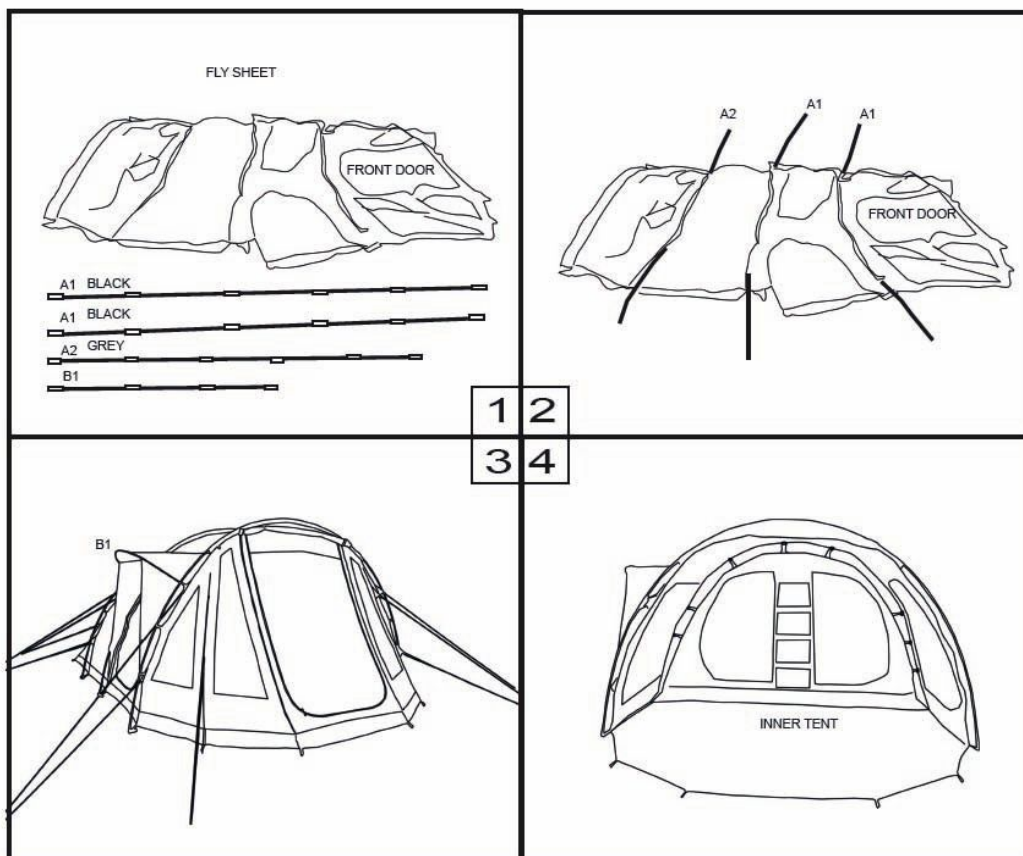 FLY SHEET
FRONT DOOR
A1 BLACK
A1 BLACK
A2 GREY
B1
1
A2
A1
A1
FRONT DOOR
2
3
B1
4
INNER TENT